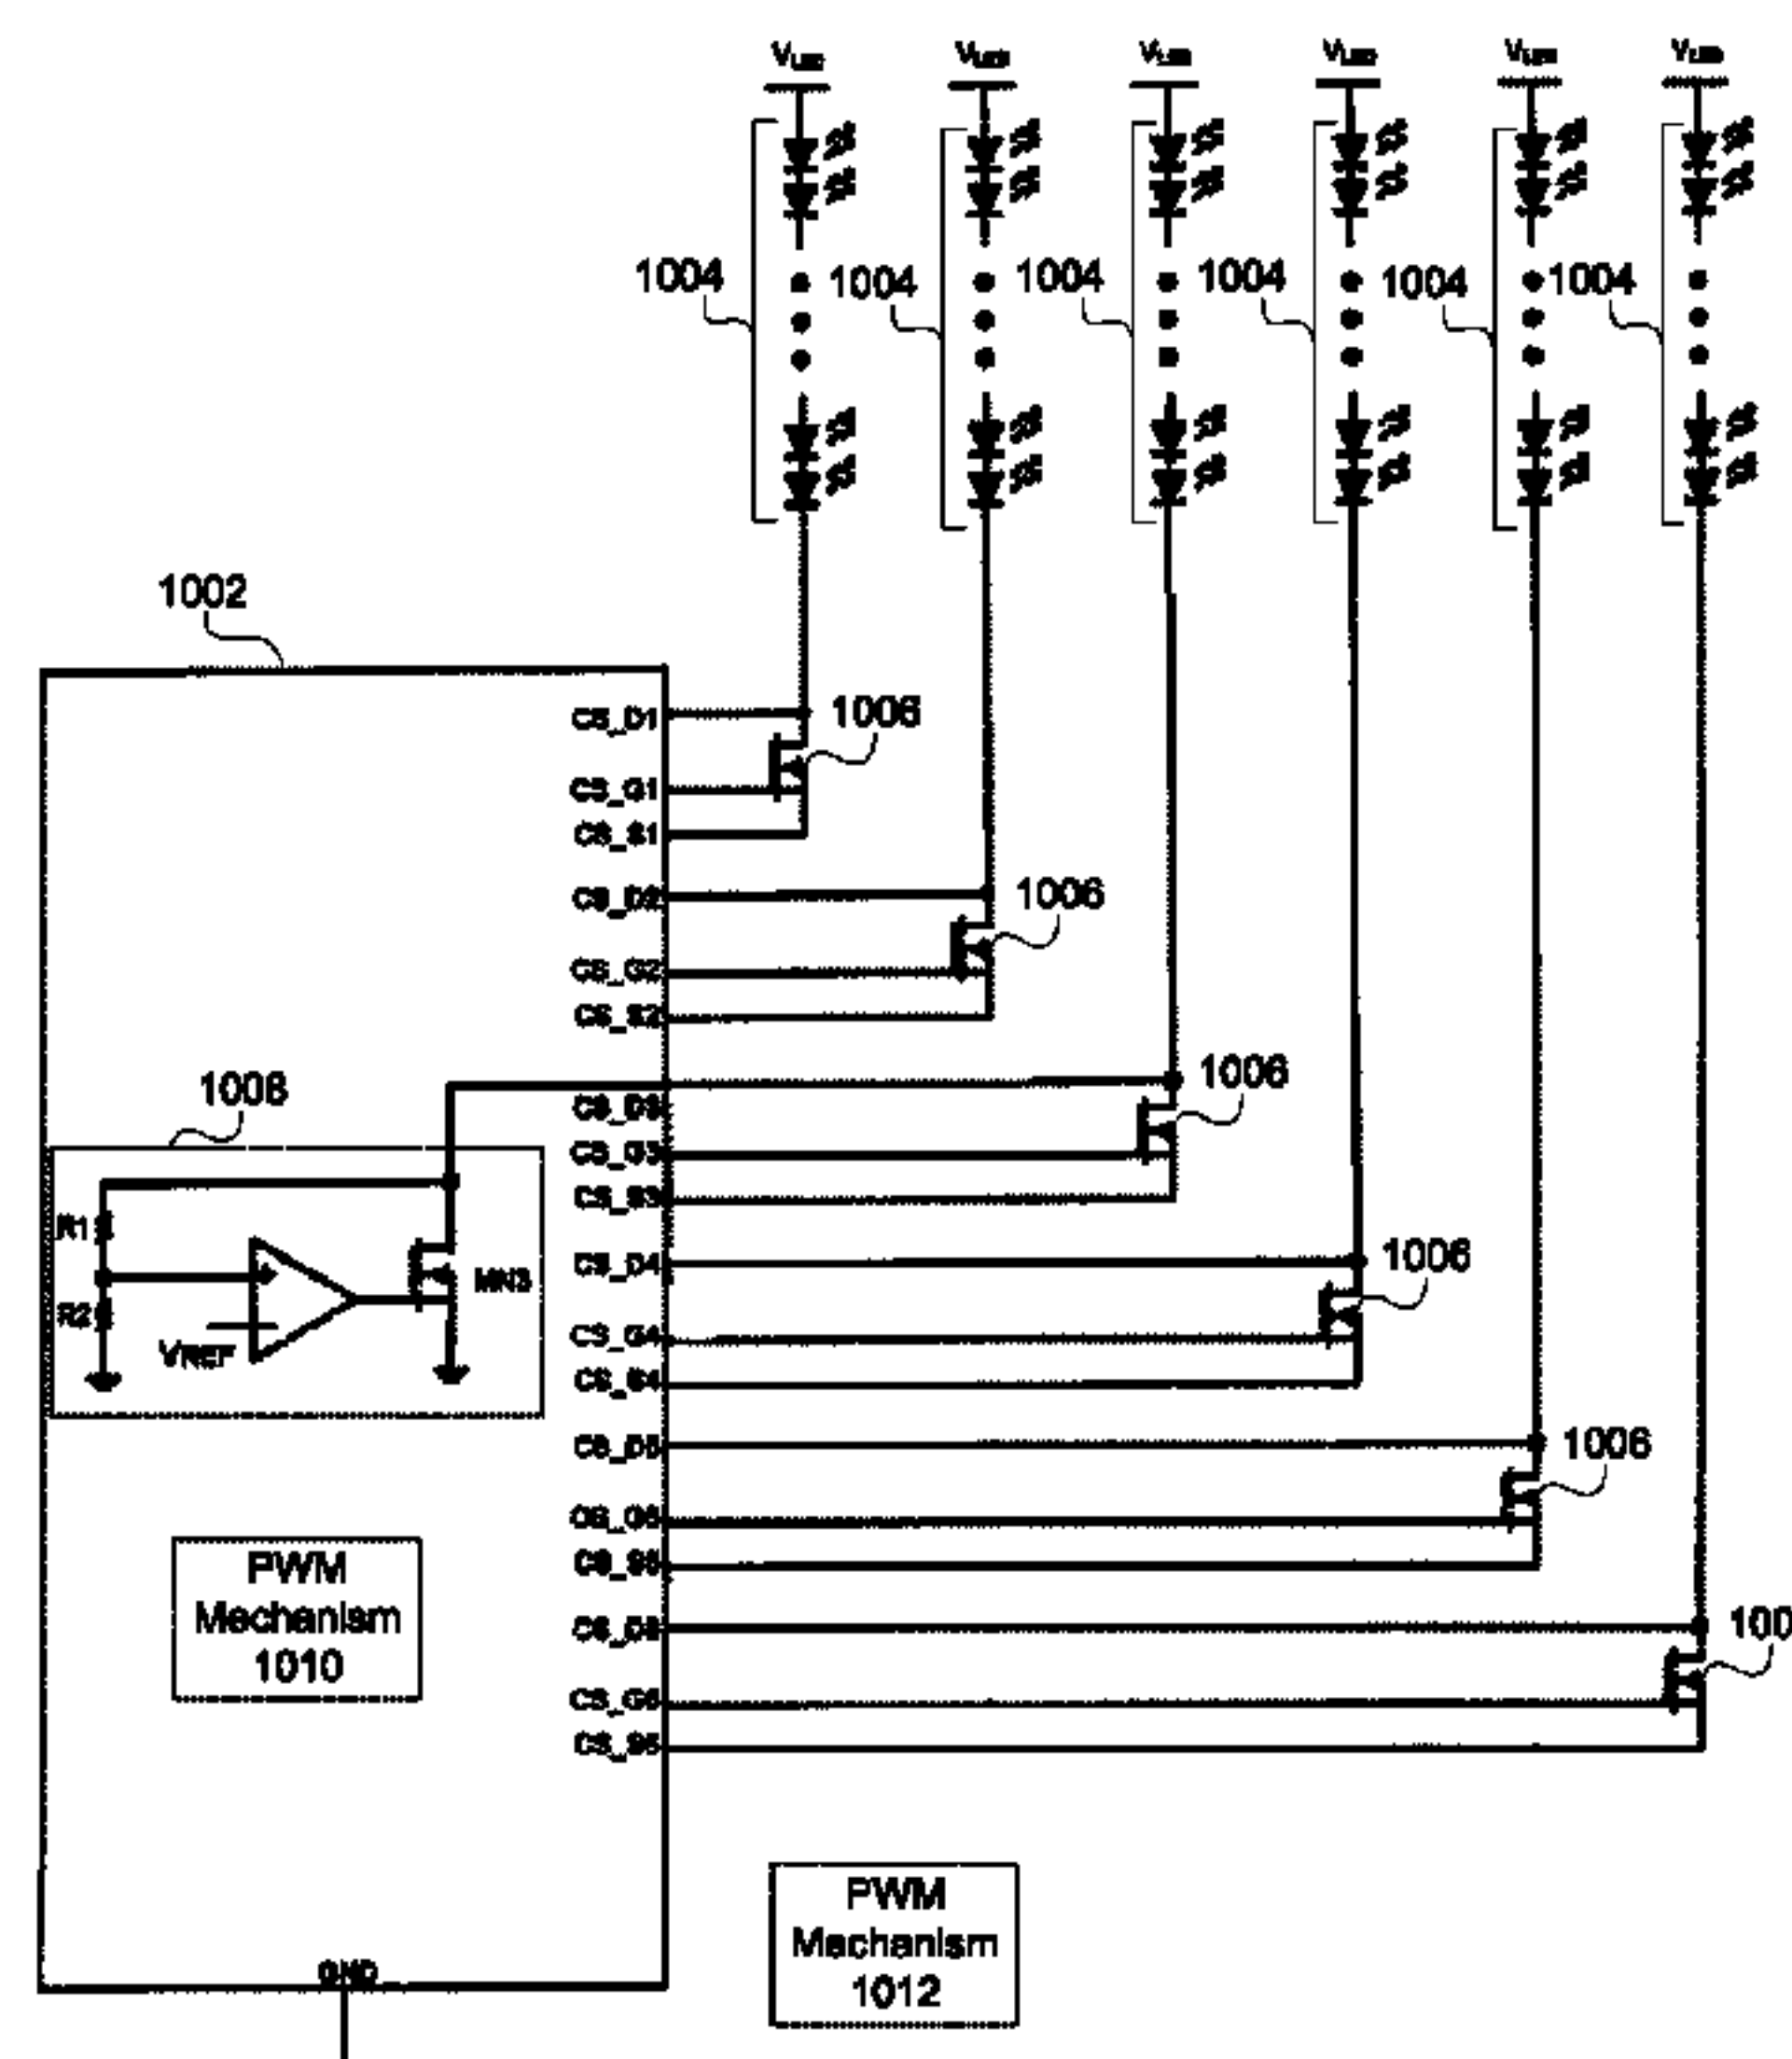 VLED VLED VLED VLED VLED VLED
1004 1004 1004 1004 1004 1004
1002
CS_D1
1006
CS_G1
CS_S1
CS_D2
1006
CS_G2
CS_S2
1006
1008
CS_D3
CS_G3
CS_S3
R1
CS_D4
1006
MN3
R2
VREF
CS_G4
CS_S4
CS_D5
1006
CS_G5
CS_S5
PWM
Mechanism
1010
CS_D6
100
CS_G6
CS_S6
PWM
Mechanism
1012
GND